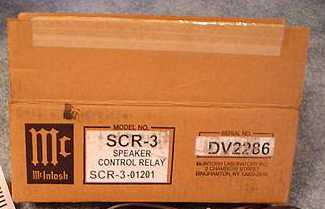 Mc
McIntosh
MODEL NO.
SCR-3
SPEAKER
CONTROL RELAY
SCR-3-01201
SERIAL NO.
DV2286
McINTOSH LABORATORY INC.
2 CHAMBERS STREET
BINGHAMTON, NY